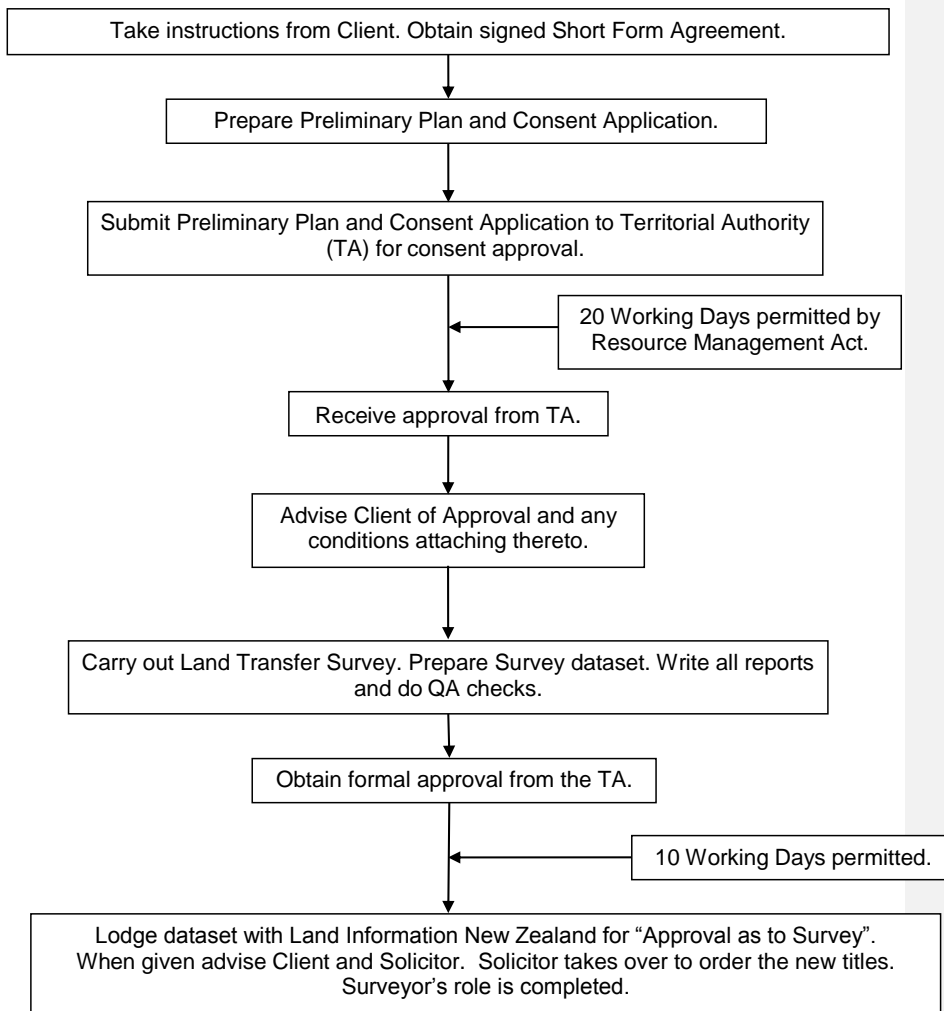 Take instructions from Client. Obtain signed Short Form Agreement.
Prepare Preliminary Plan and Consent Application.
Submit Preliminary Plan and Consent Application to Territorial Authority
(TA) for consent approval.
20 Working Days permitted by
Resource Management Act.
Receive approval from TA.
Advise Client of Approval and any
conditions attaching thereto.
Carry out Land Transfer Survey. Prepare Survey dataset. Write all reports
and do QA checks.
Obtain formal approval from the TA.
10 Working Days permitted.
Lodge dataset with Land Information New Zealand for “Approval as to Survey”.
When given advise Client and Solicitor.  Solicitor takes over to order the new titles.
Surveyor’s role is completed.